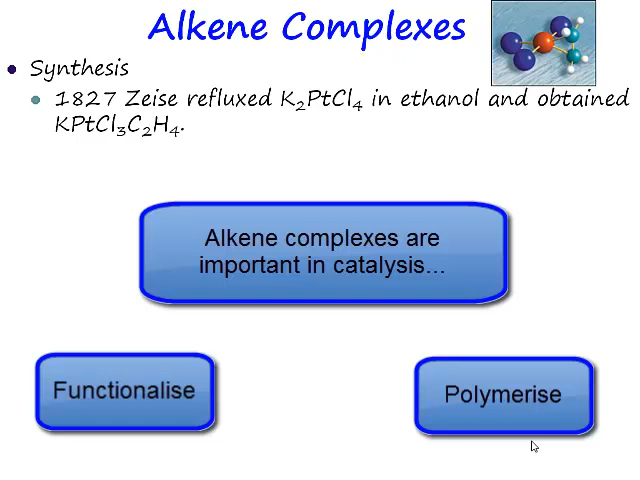 Alkene Complexes
Synthesis
1827 Zeise refluxed K₂PtCl₄ in ethanol and obtained
KPtCl₃C₂H₄.
Alkene complexes are
important in catalysis...
Functionalise
Polymerise